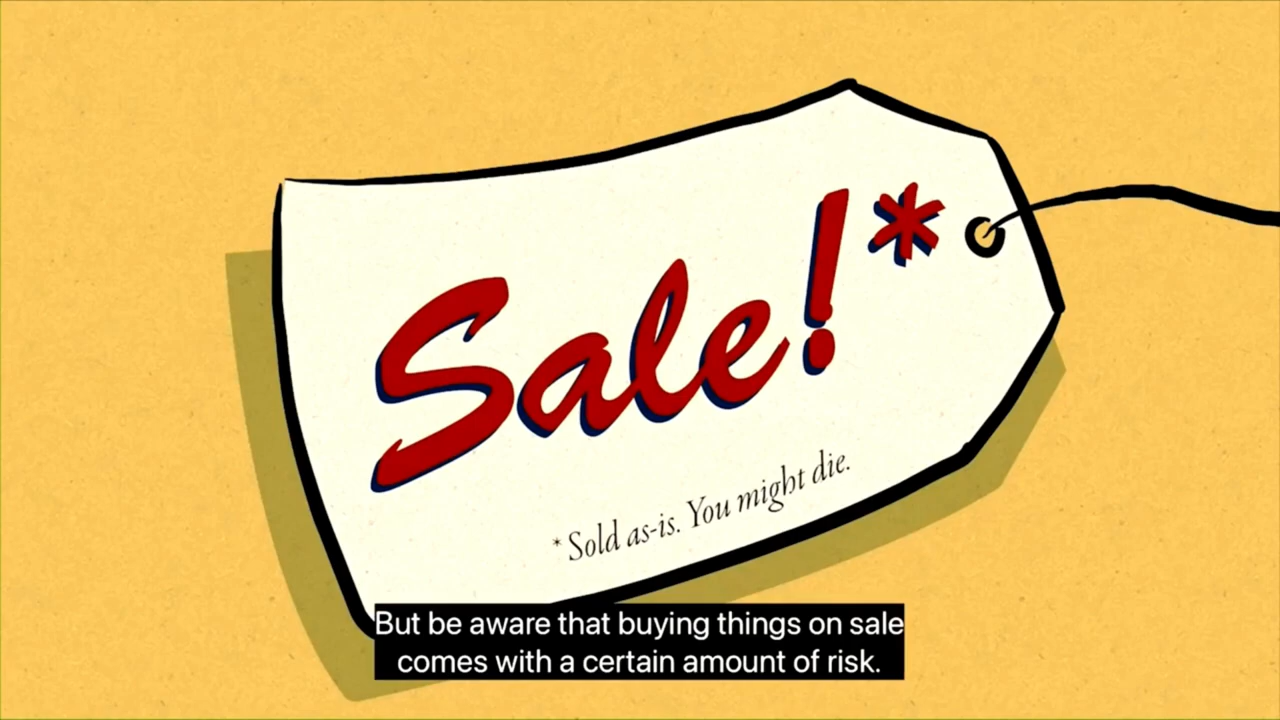 Sale!*
*Sold as-is. You might die.
But be aware that buying things on sale
comes with a certain amount of risk.